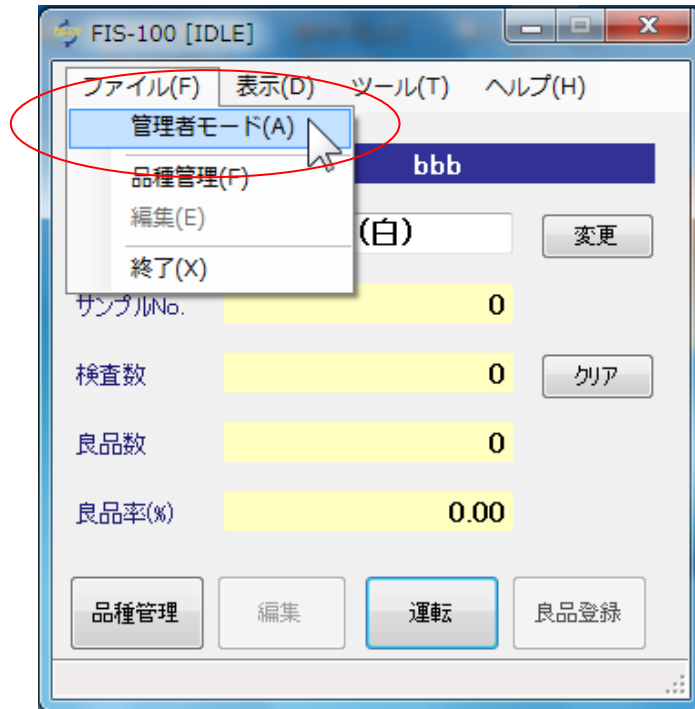 FIS-100 [IDLE]
ファイル(F) 表示(D) ツール(T) ヘルプ(H)
管理者モード(A)
bbb
品種管理(F)
編集(E)
(白) 変更
終了(X)
サンプルNo. 0
検査数 0 クリア
良品数 0
良品率(%) 0.00
品種管理 編集 運転 良品登録